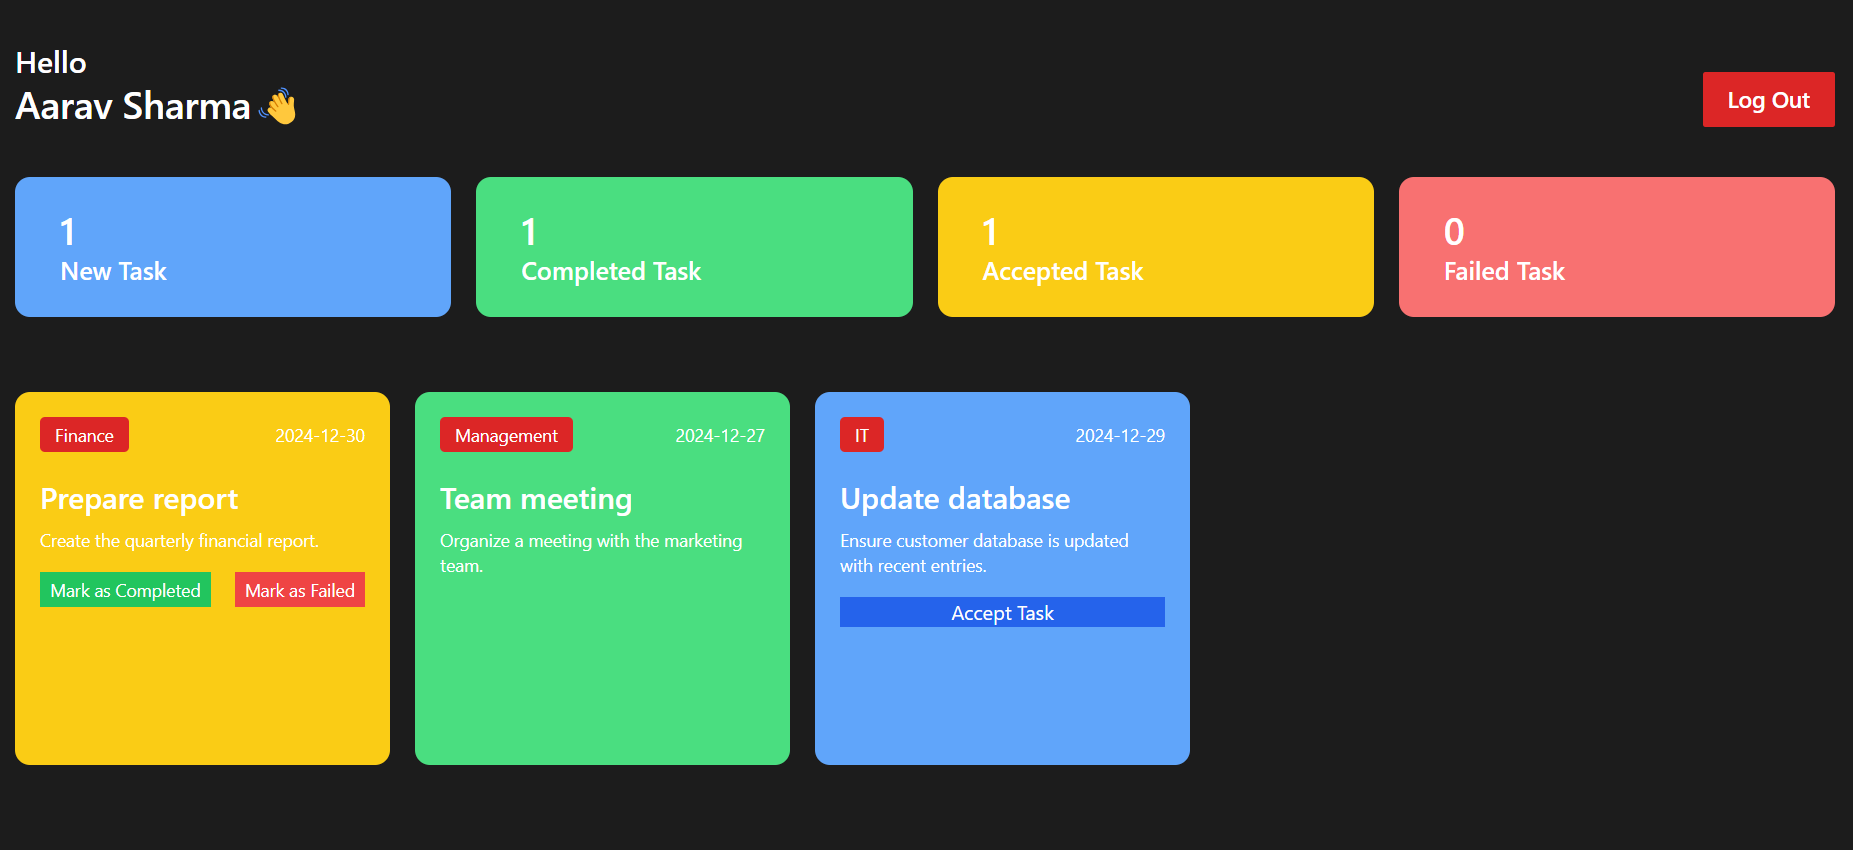 Hello
Aarav Sharma 👋
Log Out
1
New Task
1
Completed Task
1
Accepted Task
0
Failed Task
Finance
2024-12-30
Prepare report
Create the quarterly financial report.
Mark as Completed
Mark as Failed
Management
2024-12-27
Team meeting
Organize a meeting with the marketing
team.
IT
2024-12-29
Update database
Ensure customer database is updated
with recent entries.
Accept Task